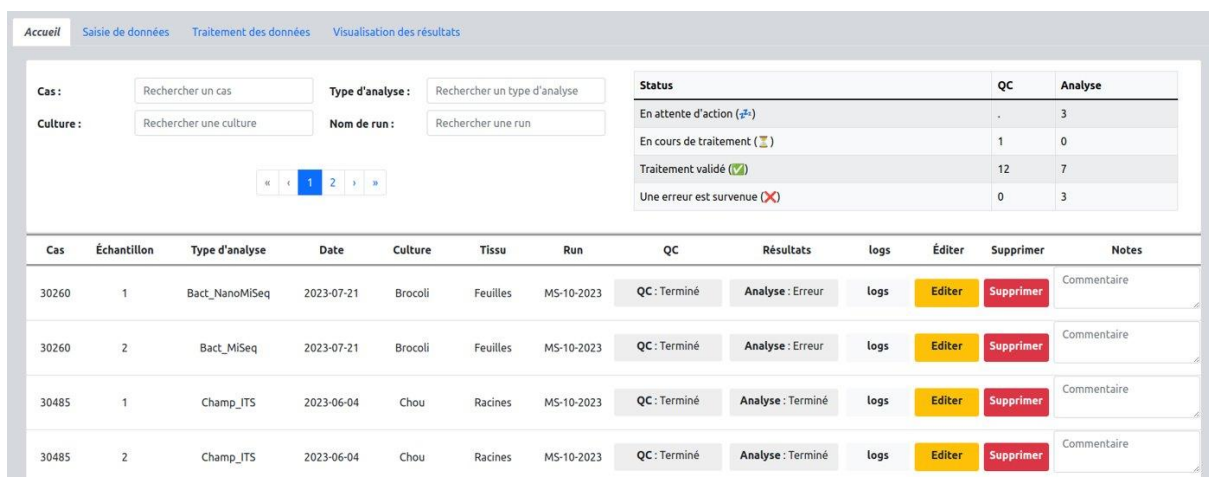 Accueil Saisie de données Traitement des données Visualisation des résultats
Cas : Rechercher un cas Type d'analyse : Rechercher un type d'analyse
Culture : Rechercher une culture Nom de run : Rechercher une run
« ‹ 1 2 › »
Status QC Analyse
En attente d'action (💤) . 3
En cours de traitement (⏳) 1 0
Traitement validé (✅) 12 7
Une erreur est survenue (❌) 0 3
Cas Échantillon Type d'analyse Date Culture Tissu Run QC Résultats logs Éditer Supprimer Notes
30260 1 Bact_NanoMiSeq 2023-07-21 Brocoli Feuilles MS-10-2023 QC : Terminé Analyse : Erreur logs Editer Supprimer Commentaire
30260 2 Bact_MiSeq 2023-07-21 Brocoli Feuilles MS-10-2023 QC : Terminé Analyse : Erreur logs Editer Supprimer Commentaire
30485 1 Champ_ITS 2023-06-04 Chou Racines MS-10-2023 QC : Terminé Analyse : Terminé logs Editer Supprimer Commentaire
30485 2 Champ_ITS 2023-06-04 Chou Racines MS-10-2023 QC : Terminé Analyse : Terminé logs Editer Supprimer Commentaire